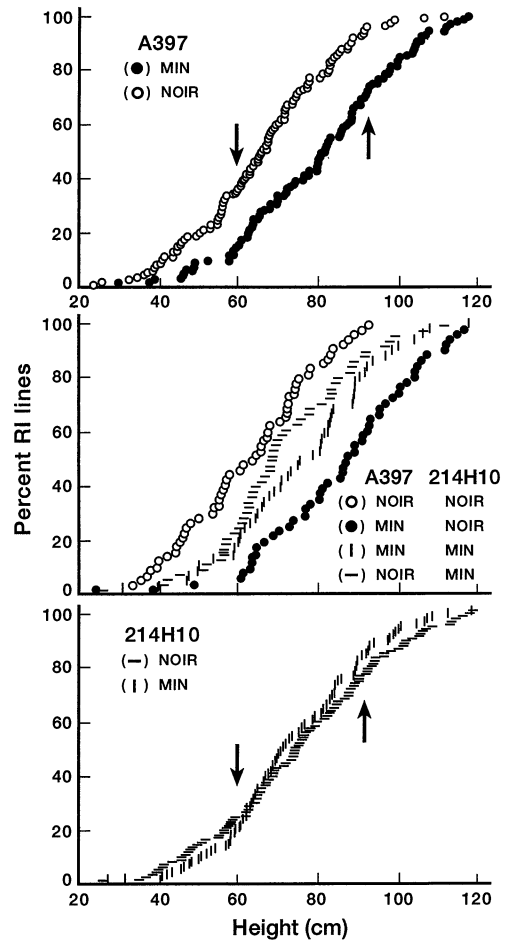 100
80
60
40
20
0
A397
(●) MIN
(○) NOIR
20 40 60 80 100 120
Percent RI lines
100
80
60
40
20
0
A397 214H10
(○) NOIR NOIR
(●) MIN NOIR
(|) MIN MIN
(–) NOIR MIN
100
80
60
40
20
0
214H10
(–) NOIR
(|) MIN
20 40 60 80 100 120
Height (cm)